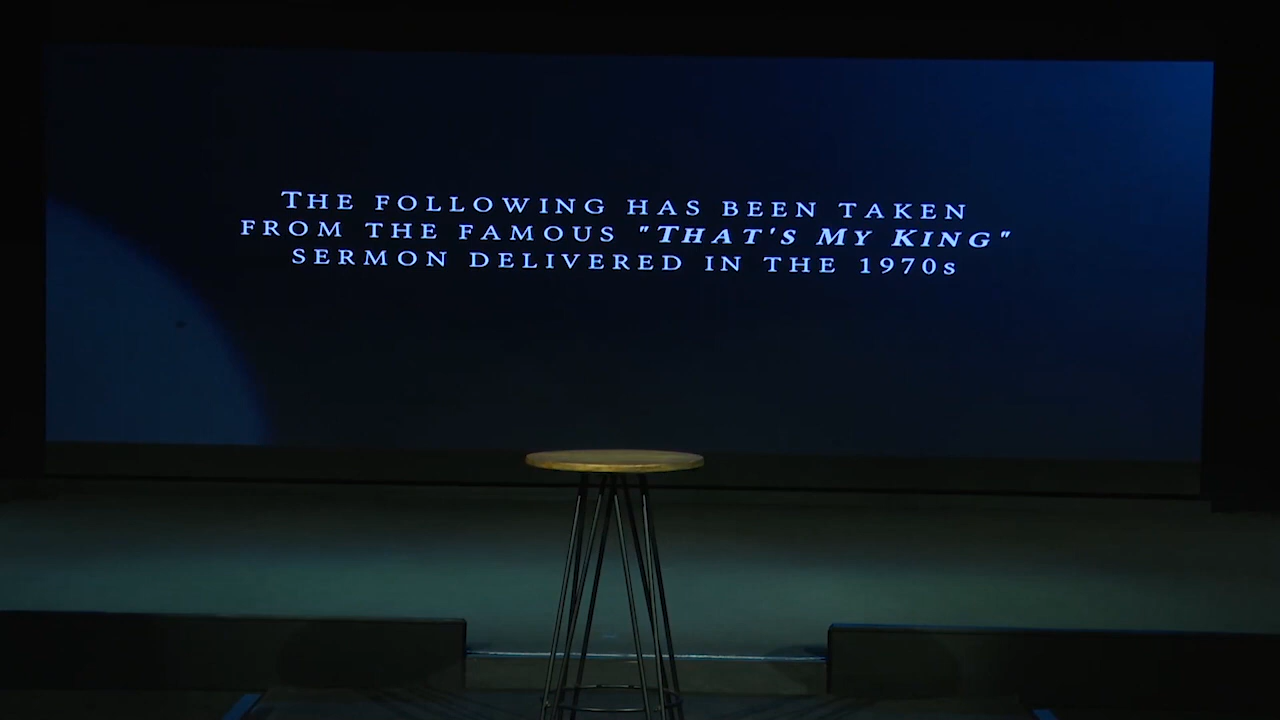 THE FOLLOWING HAS BEEN TAKEN
FROM THE FAMOUS "THAT'S MY KING"
SERMON DELIVERED IN THE 1970s